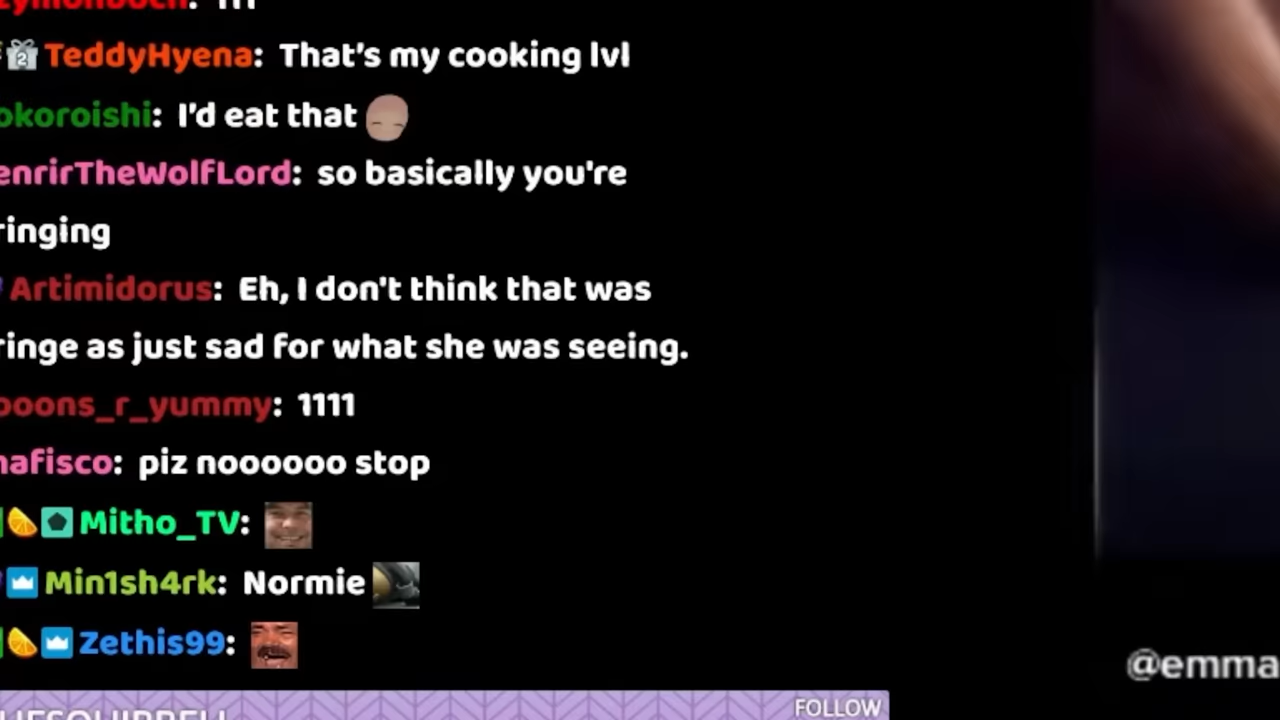 TeddyHyena: That's my cooking lvl
okoroishi: I'd eat that
enrirTheWolfLord: so basically you're
ringing
Artimidorus: Eh, I don't think that was
ringe as just sad for what she was seeing.
ooons_r_yummy: 1111
nafisco: piz noooooo stop
Mitho_TV:
Min1sh4rk: Normie
Zethis99:
@emma
FOLLOW